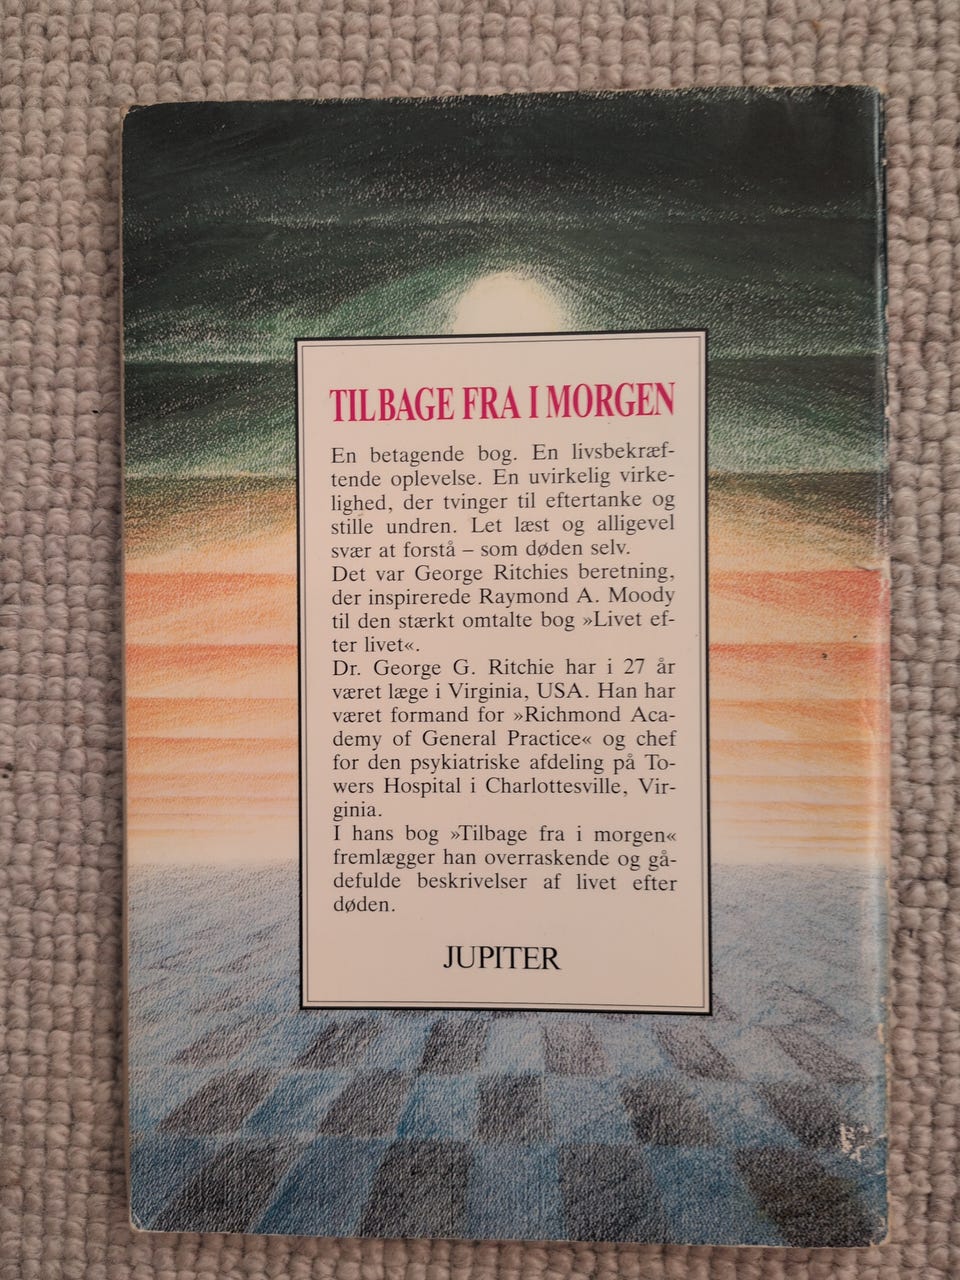 TILBAGE FRA I MORGEN
En betagende bog. En livsbekræf-
tende oplevelse. En uvirkelig virke-
lighed, der tvinger til eftertanke og
stille undren. Let læst og alligevel
svær at forstå – som døden selv.
Det var George Ritchies beretning,
der inspirerede Raymond A. Moody
til den stærkt omtalte bog »Livet ef-
ter livet«.
Dr. George G. Ritchie har i 27 år
været læge i Virginia, USA. Han har
været formand for »Richmond Aca-
demy of General Practice« og chef
for den psykiatriske afdeling på To-
wers Hospital i Charlottesville, Vir-
ginia.
I hans bog »Tilbage fra i morgen«
fremlægger han overraskende og gå-
defulde beskrivelser af livet efter
døden.
JUPITER